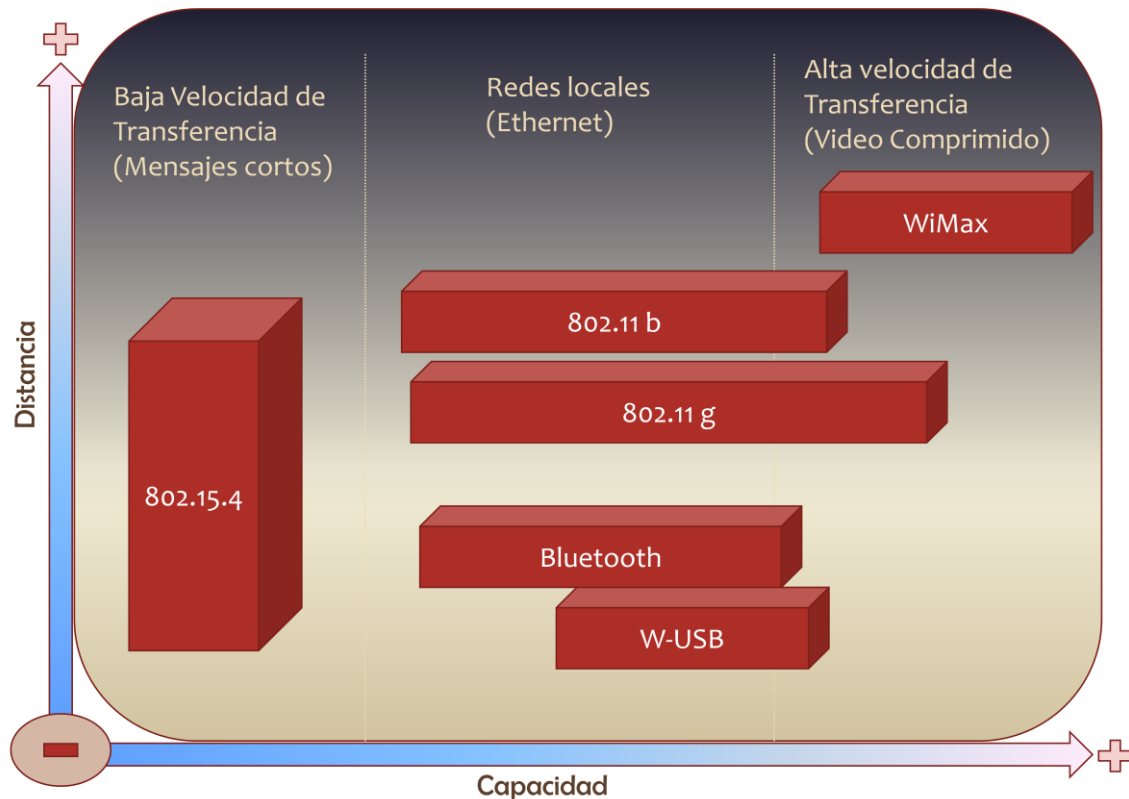 Baja Velocidad de
Transferencia
(Mensajes cortos)
Redes locales
(Ethernet)
Alta velocidad de
Transferencia
(Video Comprimido)
WiMax
802.11 b
802.11 g
802.15.4
Bluetooth
W-USB
Distancia
Capacidad